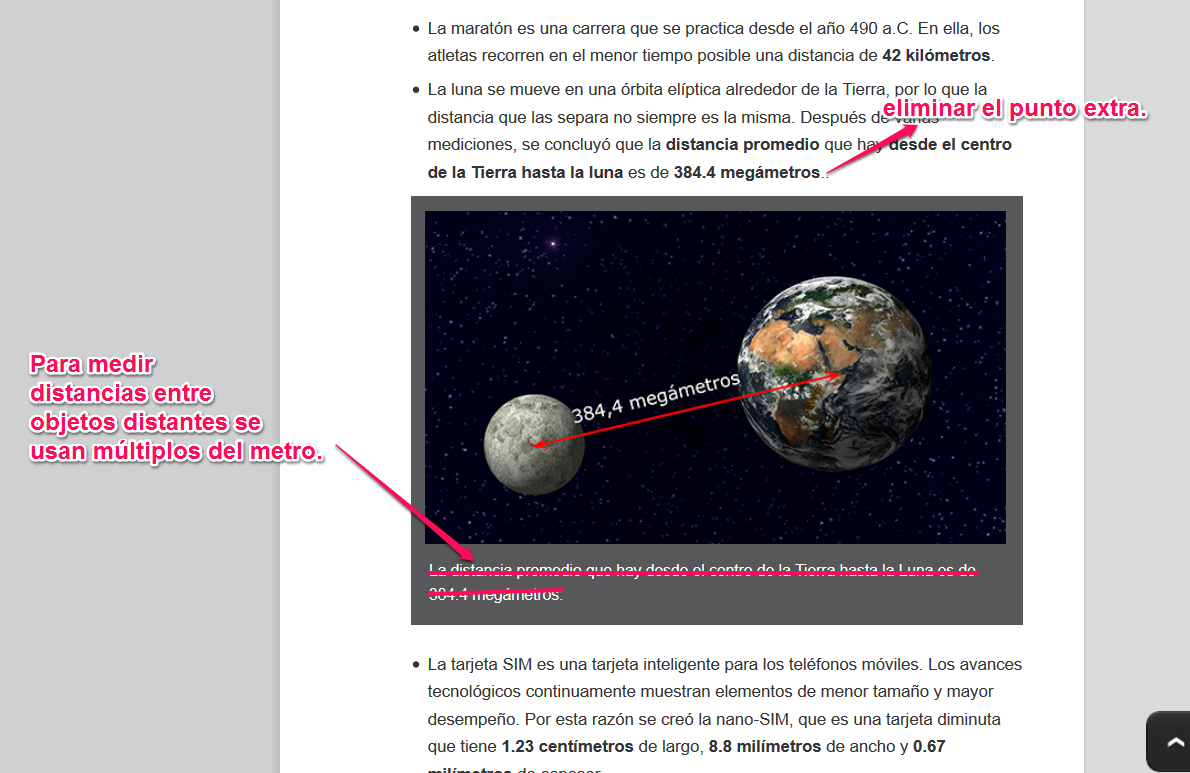 La maratón es una carrera que se practica desde el año 490 a.C. En ella, los
atletas recorren en el menor tiempo posible una distancia de 42 kilómetros.
La luna se mueve en una órbita elíptica alrededor de la Tierra, por lo que la
eliminar el punto extra.
distancia que las separa no siempre es la misma. Después de varias
mediciones, se concluyó que la distancia promedio que hay desde el centro
de la Tierra hasta la luna es de 384.4 megámetros..
384,4 megámetros
Para medir
distancias entre
objetos distantes se
usan múltiplos del metro.
La distancia promedio que hay desde el centro de la Tierra hasta la Luna es de
384.4 megámetros.
La tarjeta SIM es una tarjeta inteligente para los teléfonos móviles. Los avances
tecnológicos continuamente muestran elementos de menor tamaño y mayor
desempeño. Por esta razón se creó la nano-SIM, que es una tarjeta diminuta
que tiene 1.23 centímetros de largo, 8.8 milímetros de ancho y 0.67
milímetros de espesor